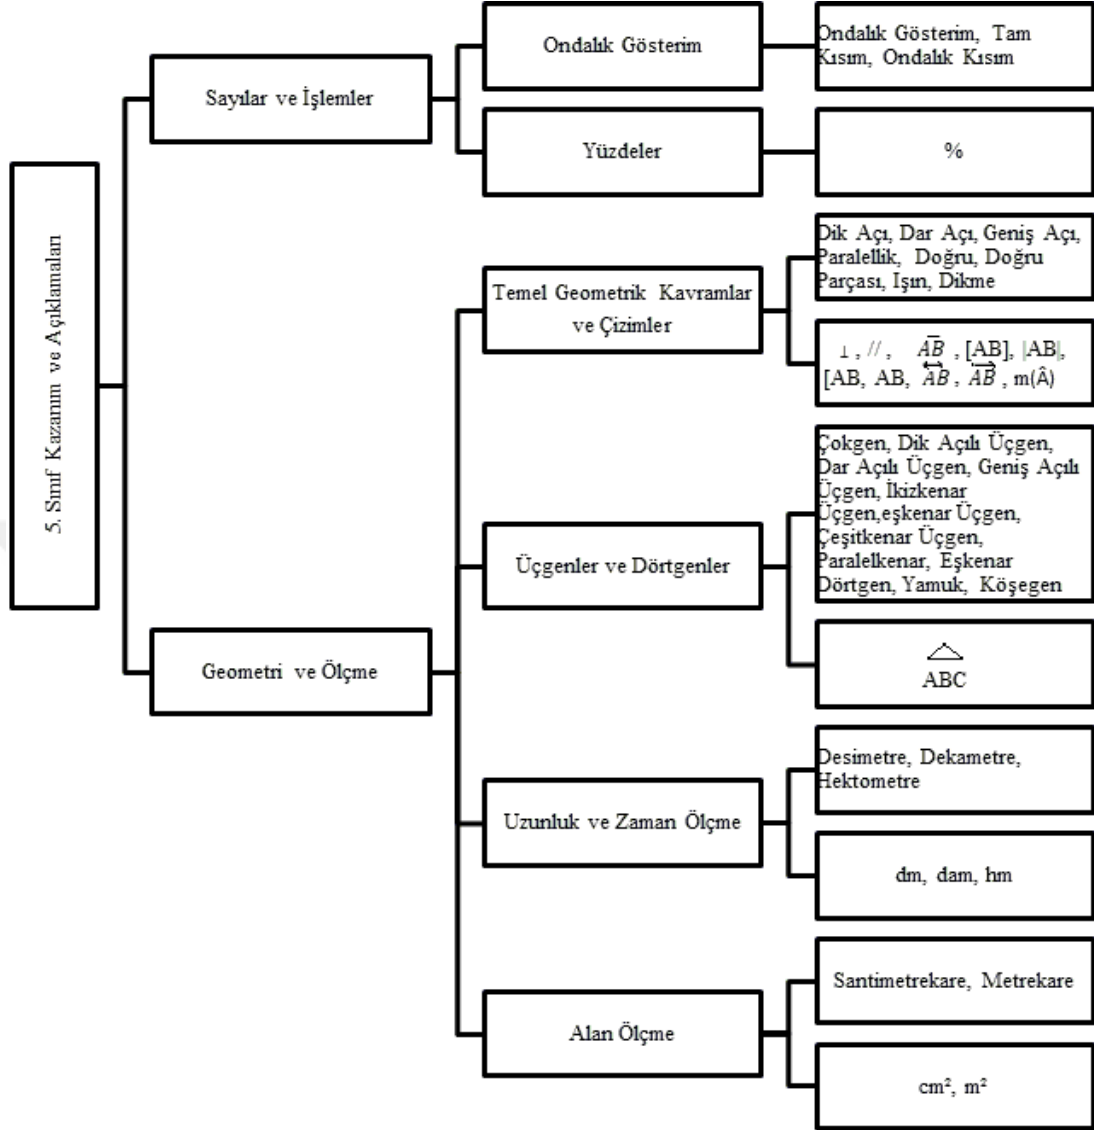 5. Sınıf Kazanım ve Açıklamaları
Sayılar ve İşlemler
Ondalık Gösterim
Ondalık Gösterim, Tam
Kısım, Ondalık Kısım
Yüzdeler
%
Geometri ve Ölçme
Temel Geometrik Kavramlar
ve Çizimler
Dik Açı, Dar Açı, Geniş Açı,
Paralellik, Doğru, Doğru
Parçası, Işın, Dikme
⊥ , //, A̅B̅ , [AB], |AB|,
[AB, AB, A͍B͍ , A⃗B⃗ , m(Â)
Üçgenler ve Dörtgenler
Çokgen, Dik Açılı Üçgen,
Dar Açılı Üçgen, Geniş Açılı
Üçgen, İkizkenar
Üçgen,eşkenar Üçgen,
Çeşitkenar Üçgen,
Paralelkenar, Eşkenar
Dörtgen, Yamuk, Köşegen
ABC
Uzunluk ve Zaman Ölçme
Desimetre, Dekametre,
Hektometre
dm, dam, hm
Alan Ölçme
Santimetrekare, Metrekare
cm², m²